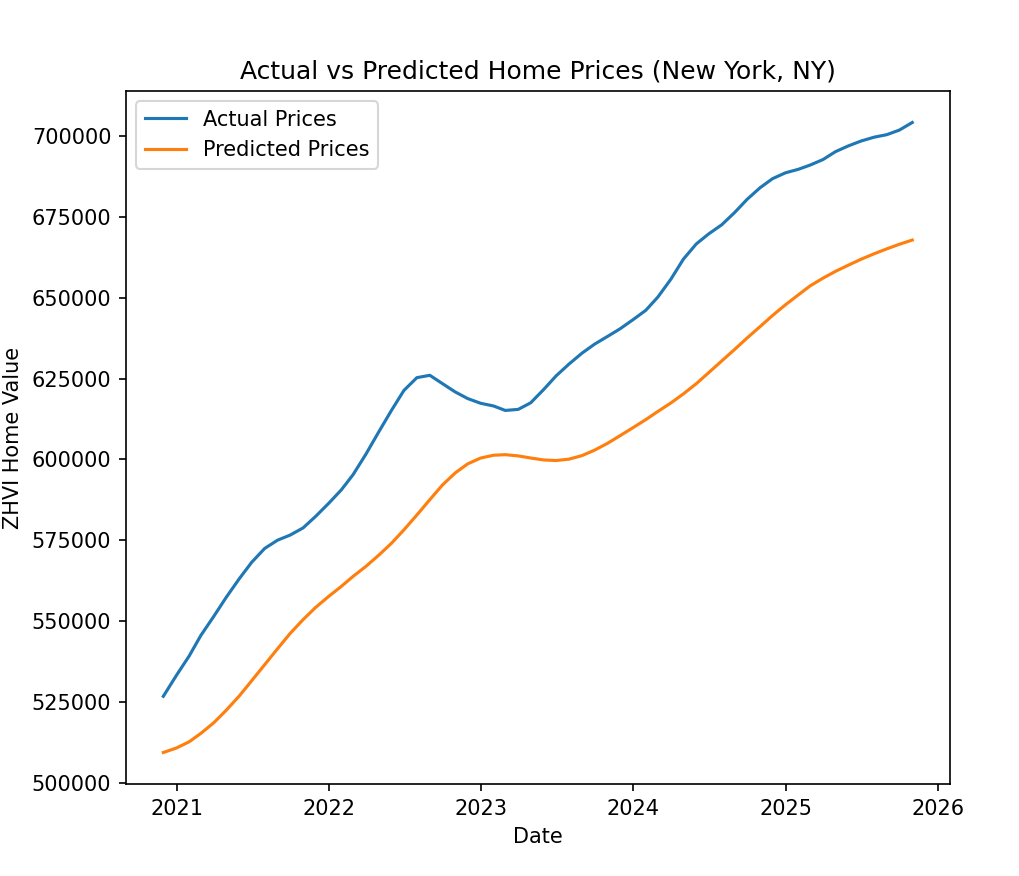 Actual vs Predicted Home Prices (New York, NY)
Actual Prices
Predicted Prices
700000
675000
650000
625000
600000
575000
550000
525000
500000
ZHVI Home Value
2021 2022 2023 2024 2025 2026
Date